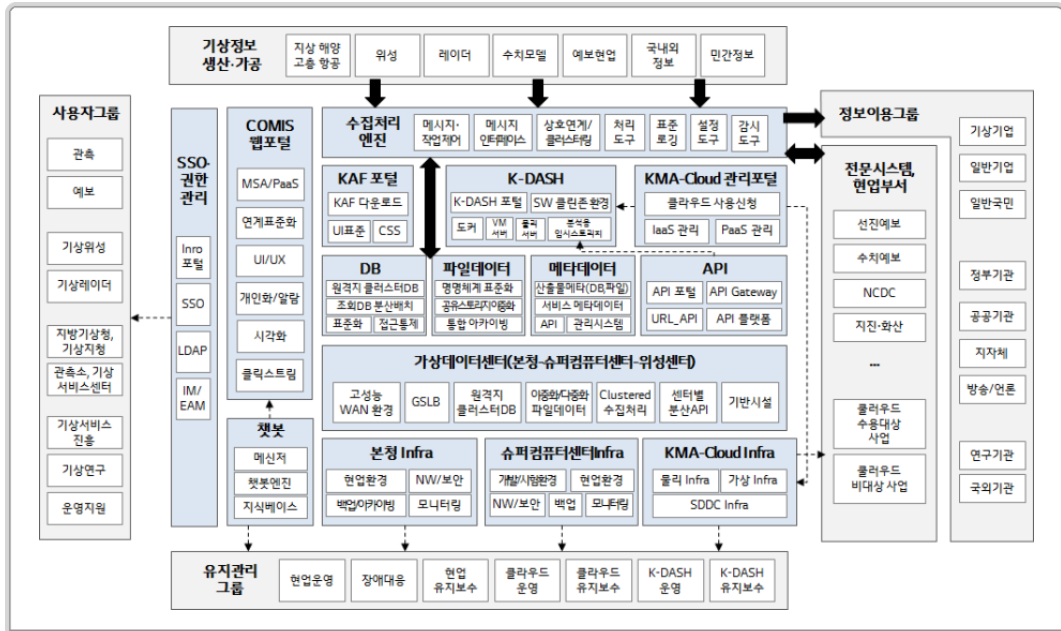 기상정보
생산·가공
지상 해양
고층 항공
위성
레이더
수치모델
예보현업
국내외
정보
민간정보
사용자그룹
관측
예보
기상위성
기상레이더
지방기상청,
기상지청
관측소, 기상
서비스센터
기상서비스
진흥
기상연구
운영지원
SSO·
권한
관리
Inro
포털
SSO
LDAP
IM/
EAM
COMIS
웹포털
MSA/PaaS
연계표준화
UI/UX
개인화/알람
시각화
클릭스트림
챗봇
메신저
챗봇엔진
지식베이스
수집처리
엔진
메시지·
작업제어
메시지
인터페이스
상호연계/
클러스터링
처리
도구
표준
로깅
설정
도구
감시
도구
KAF 포털
KAF 다운로드
UI표준
CSS
K-DASH
K-DASH 포털
SW 클린존 환경
도커
VM
서버
물리
서버
분석용
임시스토리지
KMA-Cloud 관리포털
클라우드 사용신청
IaaS 관리
PaaS 관리
DB
원격지 클러스터DB
조회DB 분산배치
표준화
접근통제
파일데이터
명명체계 표준화
공유스토리지이중화
통합 아카이빙
메타데이터
산출물메타(DB,파일)
서비스 메타데이터
API
관리시스템
API
API 포털
API Gateway
URL_API
API 플랫폼
가상데이터센터(본청-슈퍼컴퓨터센터-위성센터)
고성능
WAN 환경
GSLB
원격지
클러스터DB
이중화/다중화
파일데이터
Clustered
수집처리
센터별
분산API
기반시설
본청 Infra
현업환경
NW/보안
백업/아카이빙
모니터링
슈퍼컴퓨터센터Infra
개발/시험환경
현업환경
NW/보안
백업
모니터링
KMA-Cloud Infra
물리 Infra
가상 Infra
SDDC Infra
정보이용그룹
기상기업
일반기업
일반국민
정부기관
공공기관
지자체
방송/언론
연구기관
국외기관
전문시스템,
현업부서
선진예보
수치예보
NCDC
지진·화산
...
클러우드
수용대상
사업
클러우드
비대상 사업
유지관리
그룹
현업운영
장애대응
현업
유지보수
클라우드
운영
클라우드
유지보수
K-DASH
운영
K-DASH
유지보수